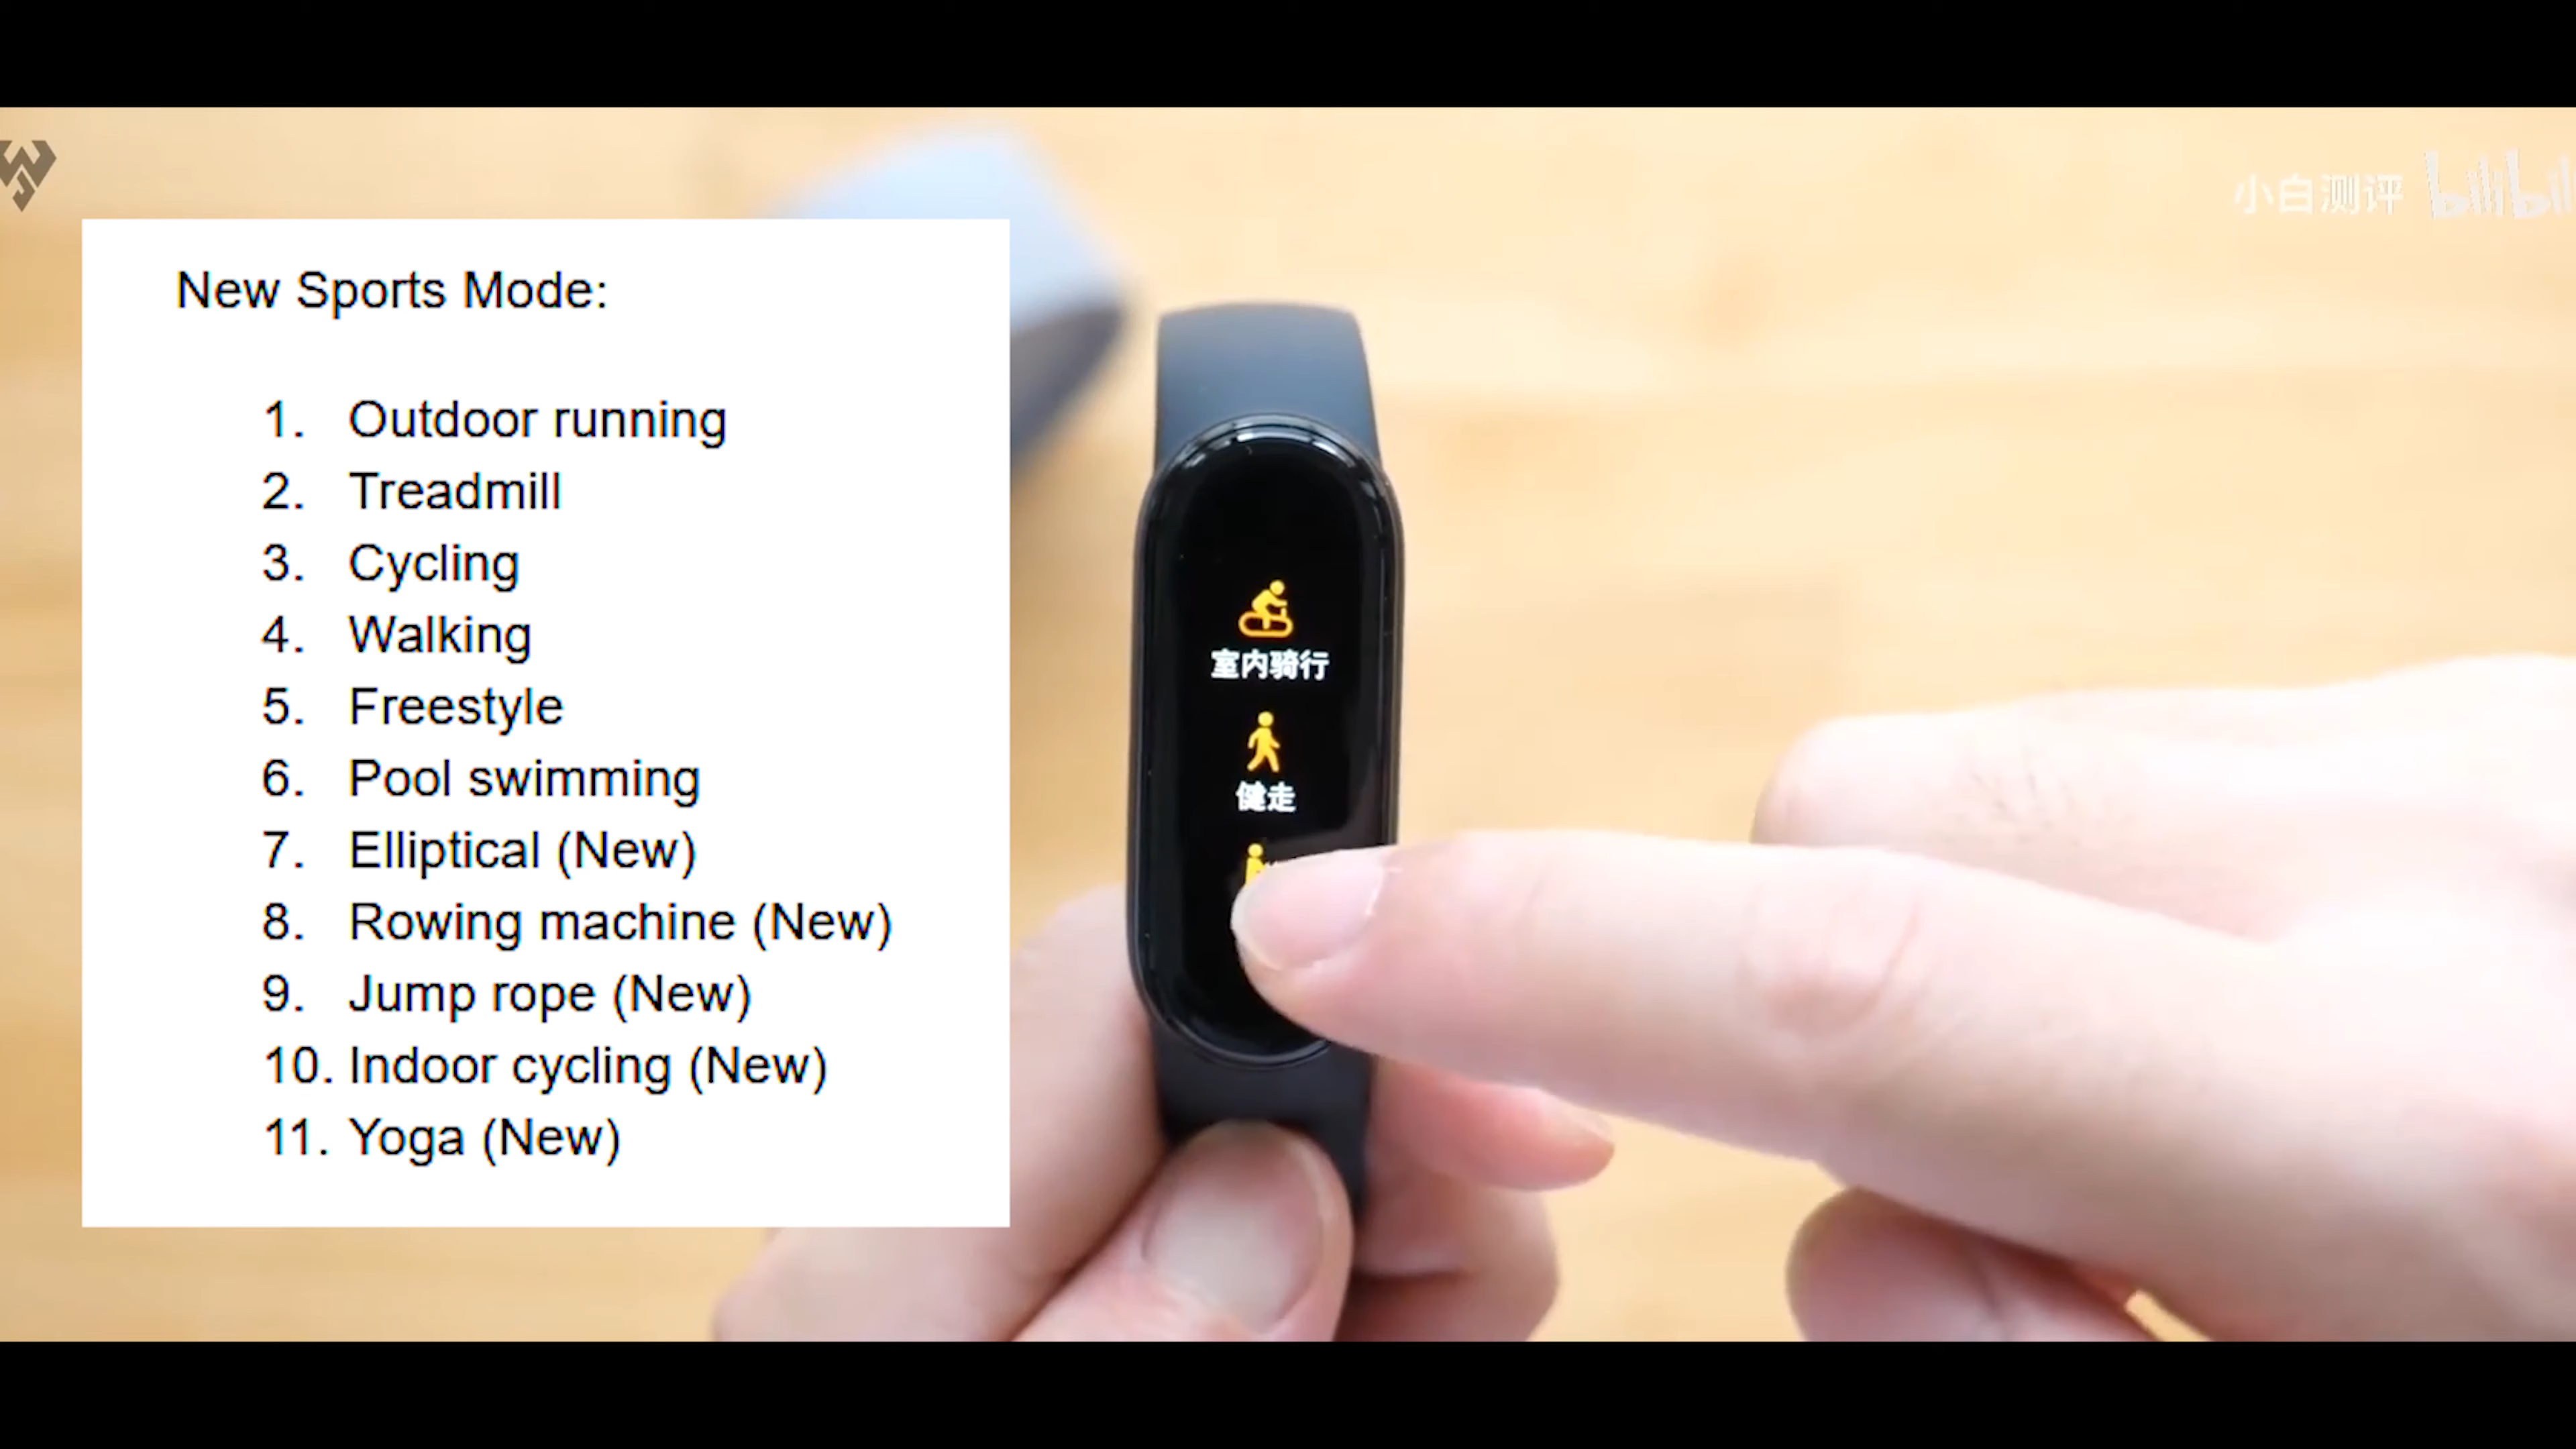 小白测评 bilibili
New Sports Mode:
1. Outdoor running
2. Treadmill
3. Cycling
4. Walking
5. Freestyle
6. Pool swimming
7. Elliptical (New)
8. Rowing machine (New)
9. Jump rope (New)
10. Indoor cycling (New)
11. Yoga (New)
室内骑行
健走